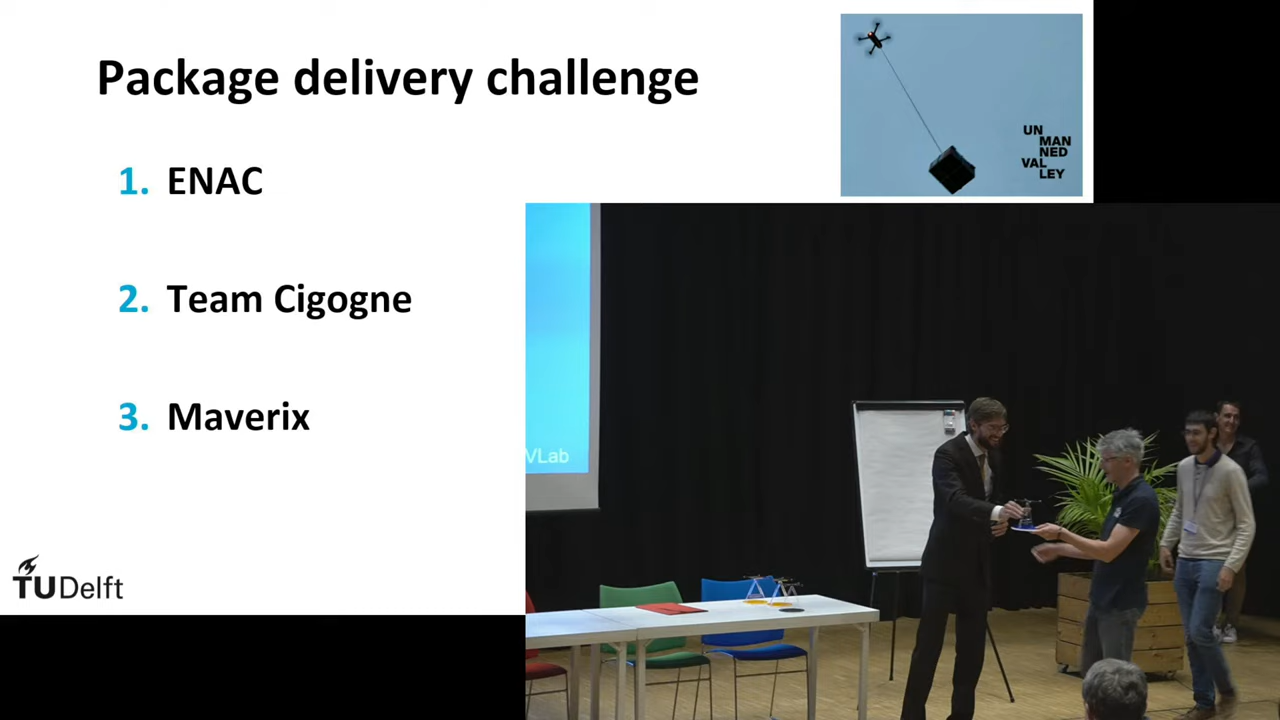 Package delivery challenge
1. ENAC
2. Team Cigogne
3. Maverix
UN
MAN
NED
VAL
LEY
VLab
TU Delft